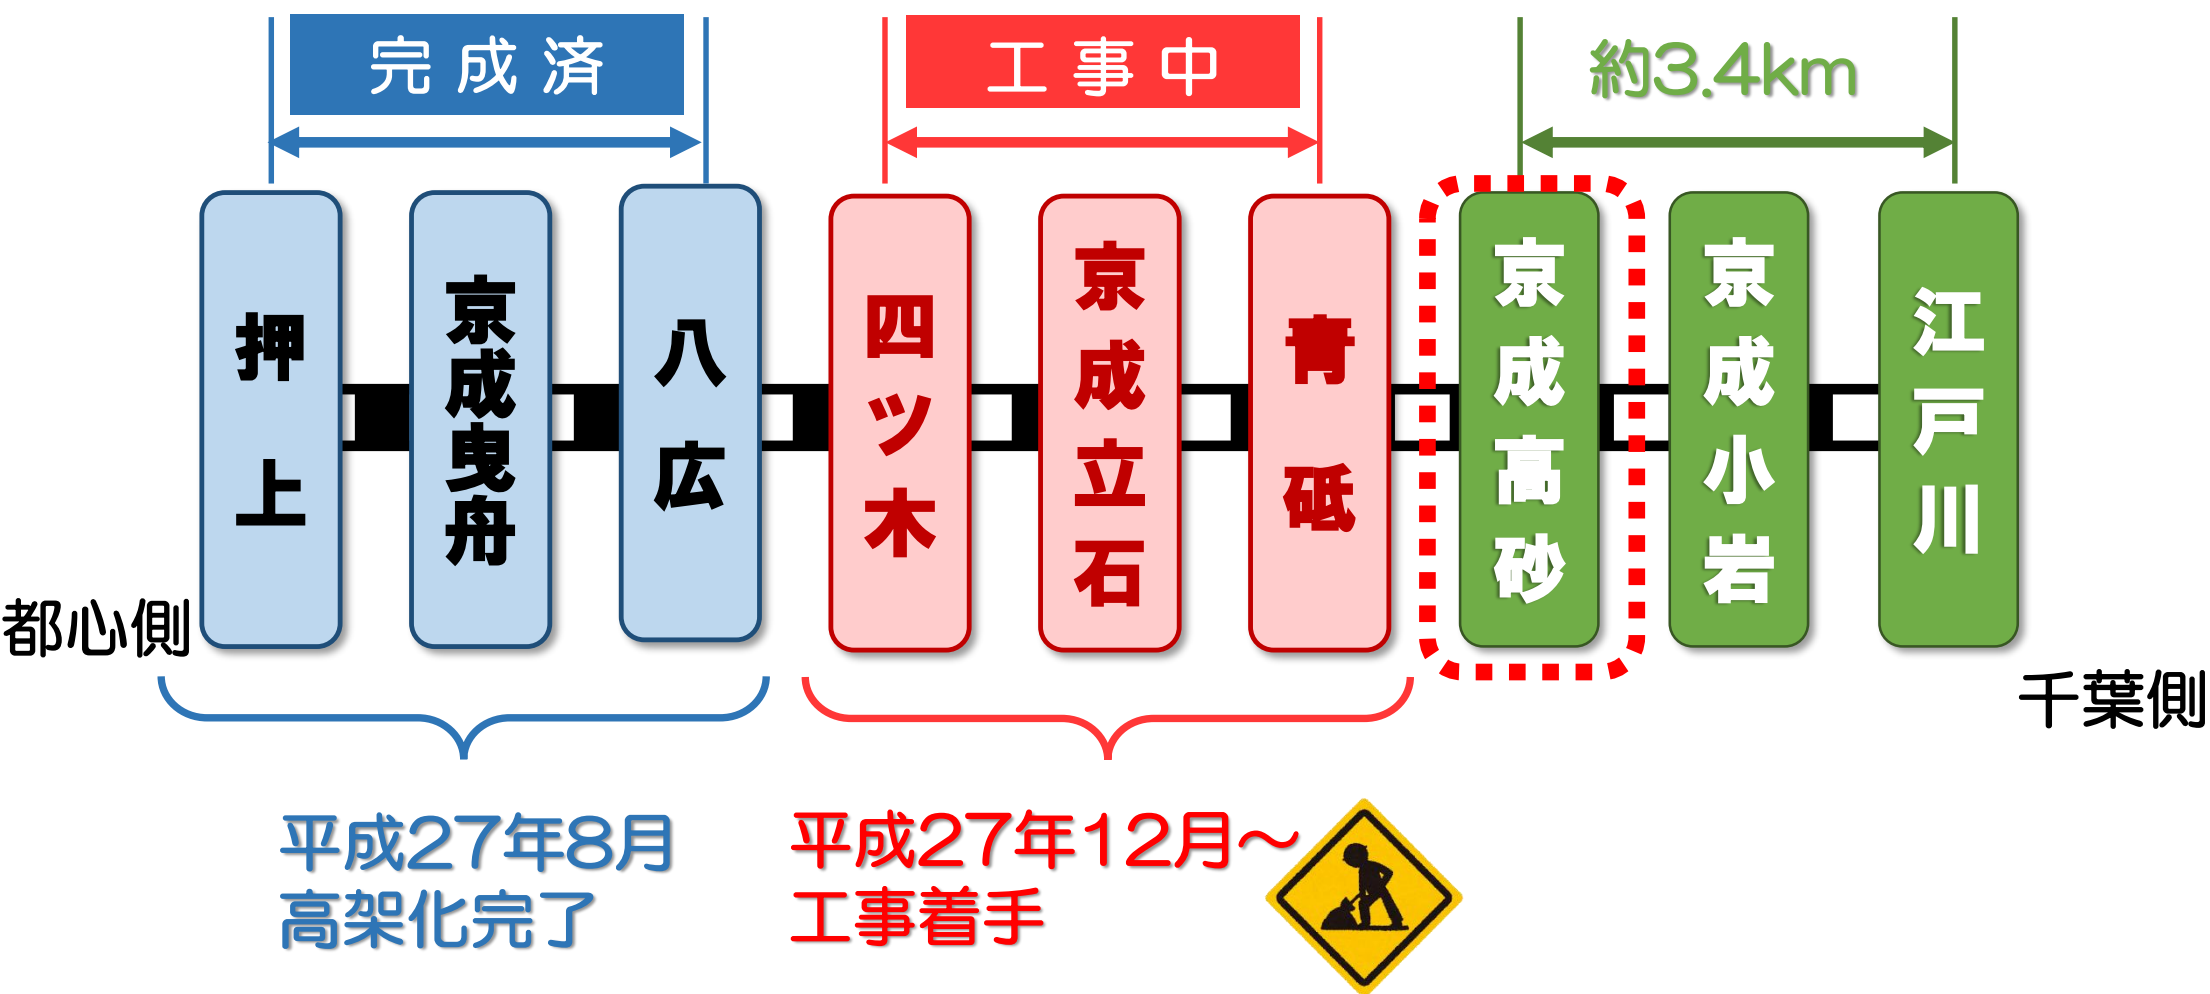 完成済
工事中
約3.4km
押上
京成曳舟
八広
四ツ木
京成立石
青砥
京成高砂
京成小岩
江戸川
都心側
千葉側
平成27年8月
高架化完了
平成27年12月～
工事着手